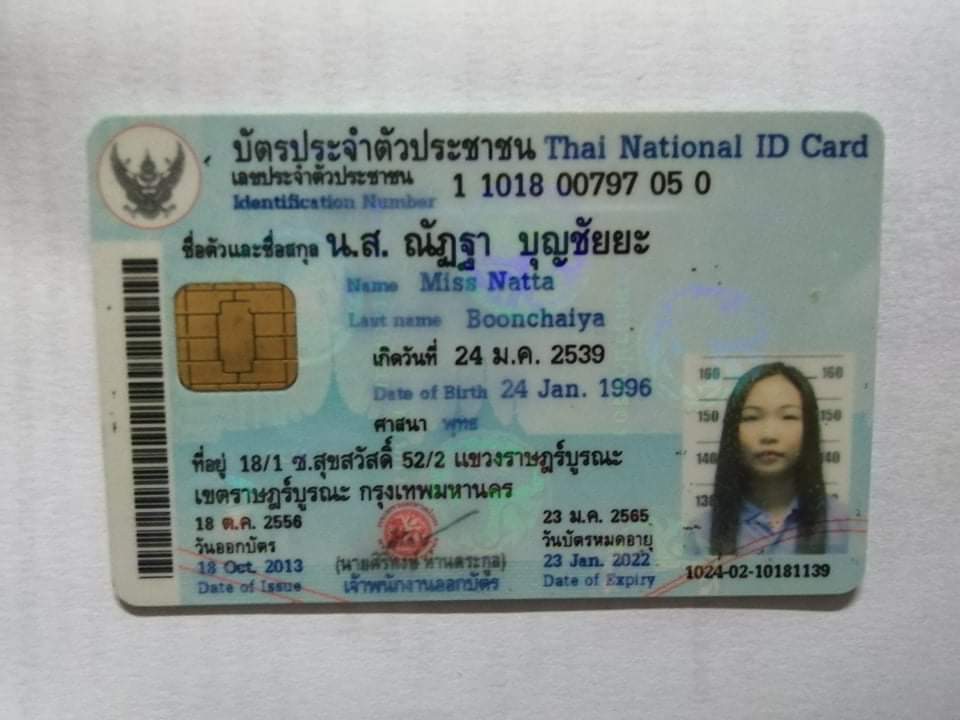 บัตรประจำตัวประชาชน Thai National ID Card
เลขประจำตัวประชาชน
Identification Number
1 1018 00797 05 0
ชื่อตัวและชื่อสกุล น.ส. ณัฏฐา บุญชัยยะ
Name Miss Natta
Last name Boonchaiya
เกิดวันที่ 24 ม.ค. 2539
Date of Birth 24 Jan. 1996
ศาสนา พุทธ
ที่อยู่ 18/1 ซ.สุขสวัสดิ์ 52/2 แขวงราษฎร์บูรณะ
เขตราษฎร์บูรณะ กรุงเทพมหานคร
18 ต.ค. 2556
วันออกบัตร
18 Oct. 2013
Date of Issue
เจ้าพนักงานออกบัตร
23 ม.ค. 2565
วันบัตรหมดอายุ
23 Jan. 2022
Date of Expiry
160 160
150 150
140 140
1024-02-10181139